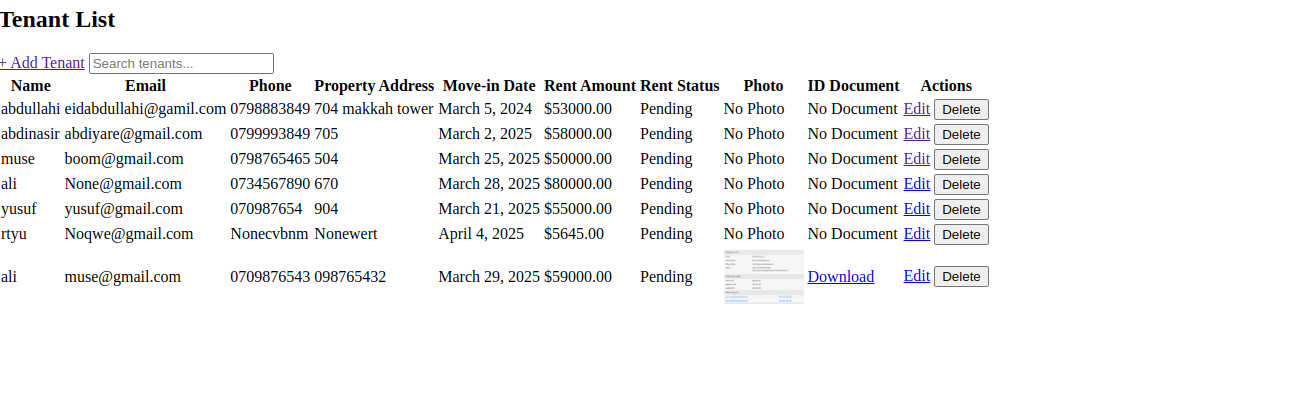 Tenant List
+ Add Tenant Search tenants...
Name Email Phone Property Address Move-in Date Rent Amount Rent Status Photo ID Document Actions
abdullahi eidabdullahi@gamil.com 0798883849 704 makkah tower March 5, 2024 $53000.00 Pending No Photo No Document Edit Delete
abdinasir abdiyare@gmail.com 0799993849 705 March 2, 2025 $58000.00 Pending No Photo No Document Edit Delete
muse boom@gmail.com 0798765465 504 March 25, 2025 $50000.00 Pending No Photo No Document Edit Delete
ali None@gmail.com 0734567890 670 March 28, 2025 $80000.00 Pending No Photo No Document Edit Delete
yusuf yusuf@gmail.com 070987654 904 March 21, 2025 $55000.00 Pending No Photo No Document Edit Delete
rtyu Noqwe@gmail.com Nonecvbnm Nonewert April 4, 2025 $5645.00 Pending No Photo No Document Edit Delete
ali muse@gmail.com 0709876543 098765432 March 29, 2025 $59000.00 Pending Download Edit Delete